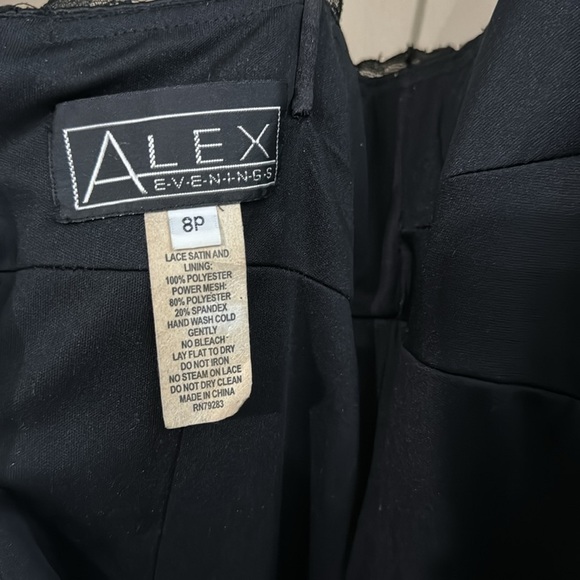 ALEX
E·V·E·N·I·N·G·S
8P
LACE SATIN AND
LINING:
100% POLYESTER
POWER MESH:
80% POLYESTER
20% SPANDEX
HAND WASH COLD
GENTLY
NO BLEACH
LAY FLAT TO DRY
DO NOT IRON
NO STEAM ON LACE
DO NOT DRY CLEAN
MADE IN CHINA
RN79283